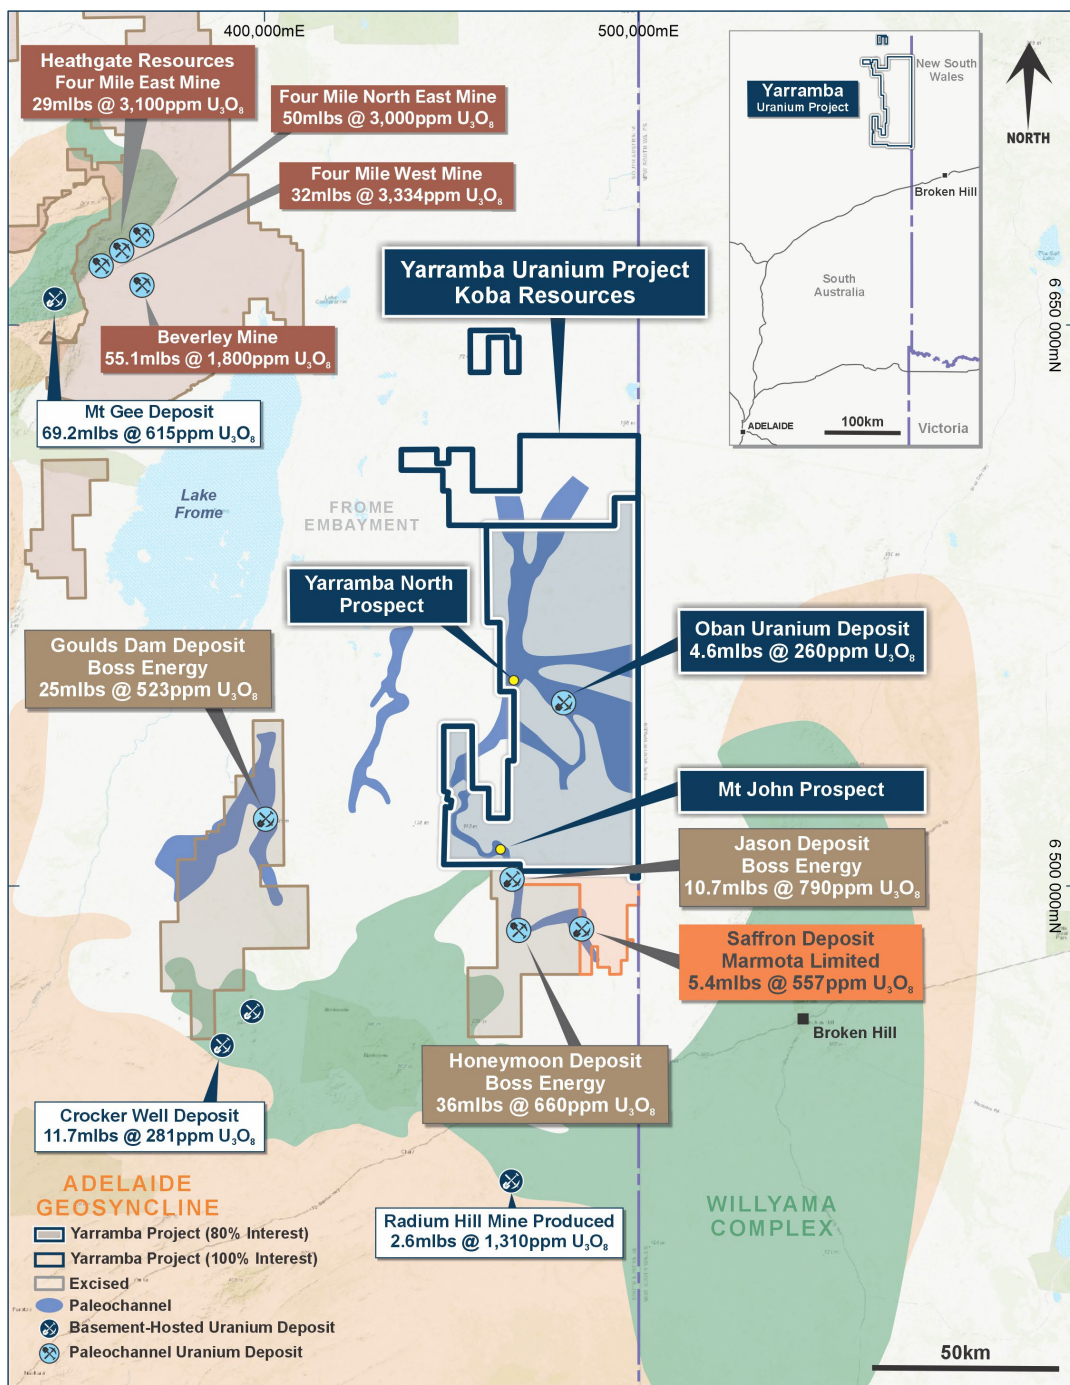 400,000mE
500,000mE
Heathgate Resources
Four Mile East Mine
29mlbs @ 3,100ppm U₃O₈
Four Mile North East Mine
50mlbs @ 3,000ppm U₃O₈
Four Mile West Mine
32mlbs @ 3,334ppm U₃O₈
New South
Wales
Yarramba
Uranium Project
Broken Hill
South
Australia
ADELAIDE
100km
Victoria
NORTH
6 650 000mN
Yarramba Uranium Project
Koba Resources
Beverley Mine
55.1mlbs @ 1,800ppm U₃O₈
Mt Gee Deposit
69.2mlbs @ 615ppm U₃O₈
Lake
Frome
FROME
EMBAYMENT
Yarramba North
Prospect
Oban Uranium Deposit
4.6mlbs @ 260ppm U₃O₈
Goulds Dam Deposit
Boss Energy
25mlbs @ 523ppm U₃O₈
Mt John Prospect
Jason Deposit
Boss Energy
10.7mlbs @ 790ppm U₃O₈
6 500 000mN
Saffron Deposit
Marmota Limited
5.4mlbs @ 557ppm U₃O₈
Broken Hill
Honeymoon Deposit
Boss Energy
36mlbs @ 660ppm U₃O₈
Crocker Well Deposit
11.7mlbs @ 281ppm U₃O₈
ADELAIDE
GEOSYNCLINE
WILLYAMA
COMPLEX
Radium Hill Mine Produced
2.6mlbs @ 1,310ppm U₃O₈
Yarramba Project (80% Interest)
Yarramba Project (100% Interest)
Excised
Paleochannel
Basement-Hosted Uranium Deposit
Paleochannel Uranium Deposit
50km